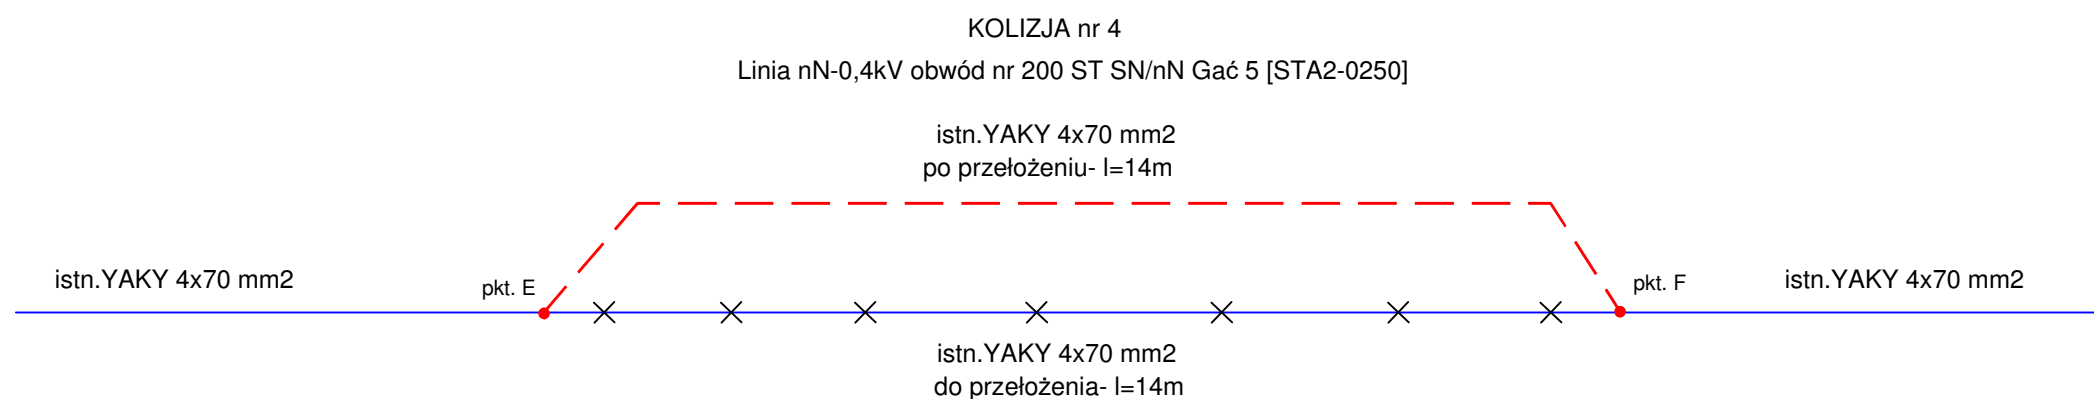 KOLIZJA nr 4
Linia nN-0,4kV obwód nr 200 ST SN/nN Gać 5 [STA2-0250]
istn.YAKY 4x70 mm2
po przełożeniu- l=14m
istn.YAKY 4x70 mm2
pkt. E
pkt. F
istn.YAKY 4x70 mm2
istn.YAKY 4x70 mm2
do przełożenia- l=14m